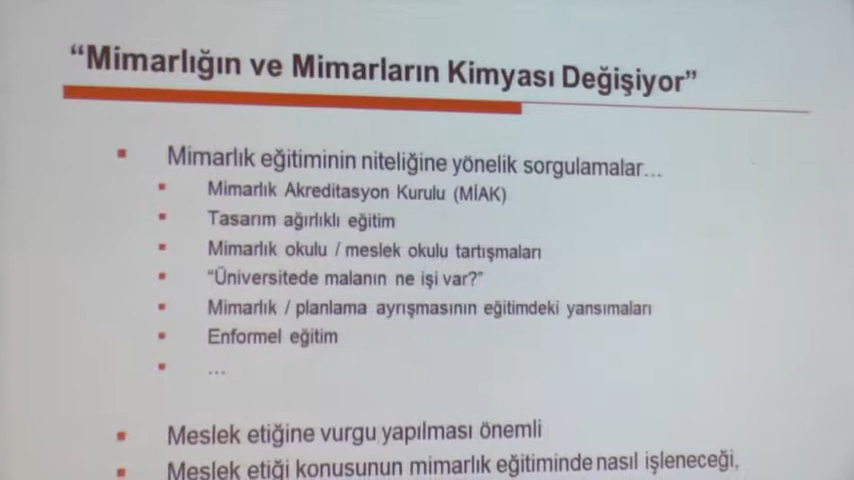 “Mimarlığın ve Mimarların Kimyası Değişiyor”
Mimarlık eğitiminin niteliğine yönelik sorgulamalar…
Mimarlık Akreditasyon Kurulu (MİAK)
Tasarım ağırlıklı eğitim
Mimarlık okulu / meslek okulu tartışmaları
“Üniversitede malanın ne işi var?”
Mimarlık / planlama ayrışmasının eğitimdeki yansımaları
Enformel eğitim
…
Meslek etiğine vurgu yapılması önemli
Meslek etiği konusunun mimarlık eğitiminde nasıl işleneceği,